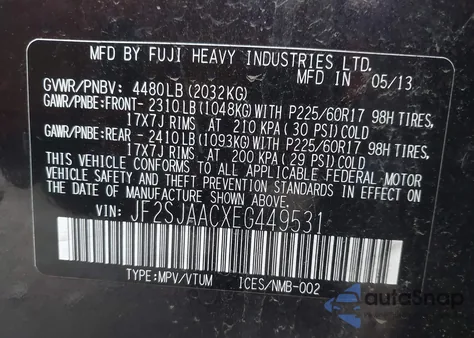 MFD BY FUJI HEAVY INDUSTRIES LTD.
MFD IN 05/13
GVWR/PNBV: 4480LB(2032KG)
GAWR/PNBE:FRONT- 2310LB(1048KG)WITH P225/60R17 98H TIRES,
17X7J RIMS AT 210 KPA(30 PSI)COLD
GAWR/PNBE:REAR - 2410LB(1093KG)WITH P225/60R17 98H TIRES,
17X7J RIMS AT 200 KPA(29 PSI)COLD
THIS VEHICLE CONFORMS TO ALL APPLICABLE FEDERAL MOTOR
VEHICLE SAFETY AND THEFT PREVENTION STANDARDS IN EFFECT
ON THE DATE OF MANUFACTURE SHOWN ABOVE.
VIN: JF2SJAACXEG449531
TYPE:MPV/VTUM ICES/NMB-002
autoSnap